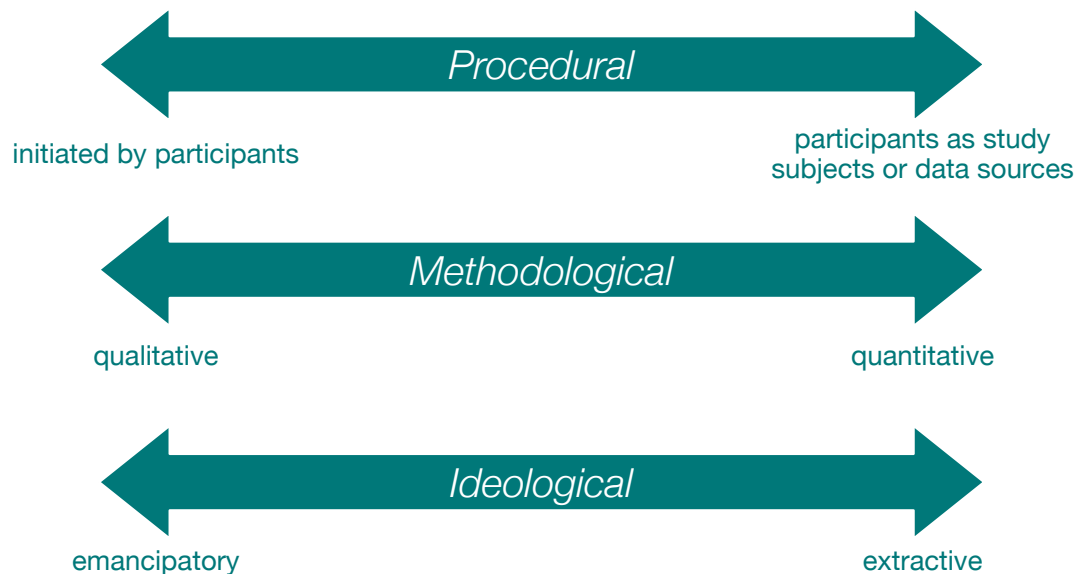 Procedural
initiated by participants
participants as study
subjects or data sources
Methodological
qualitative
quantitative
Ideological
emancipatory
extractive